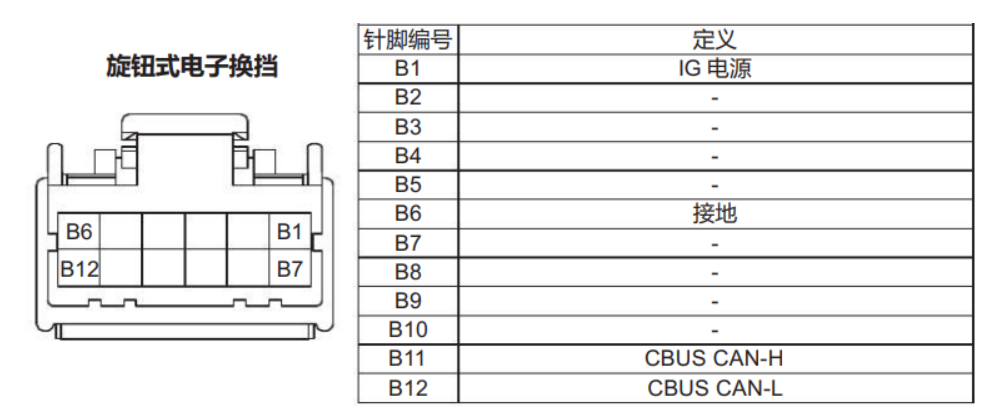 旋钮式电子换挡
B6 B1
B12 B7
针脚编号 定义
B1 IG 电源
B2 -
B3 -
B4 -
B5 -
B6 接地
B7 -
B8 -
B9 -
B10 -
B11 CBUS CAN-H
B12 CBUS CAN-L